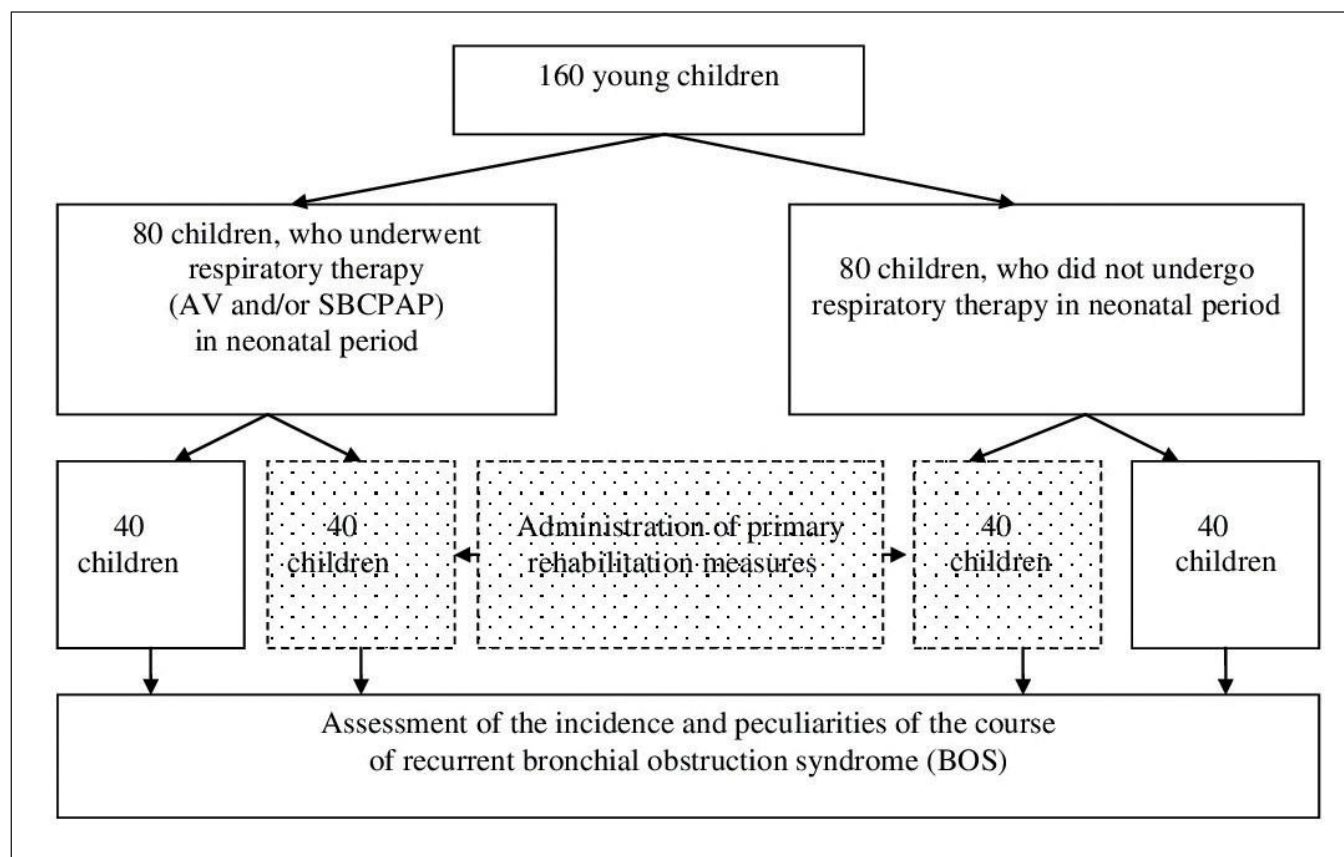 160 young children
80 children, who underwent
respiratory therapy
(AV and/or SBCPAP)
in neonatal period
80 children, who did not undergo
respiratory therapy in neonatal period
40
children
40
children
Administration of primary
rehabilitation measures
40
children
40
children
Assessment of the incidence and peculiarities of the course
of recurrent bronchial obstruction syndrome (BOS)